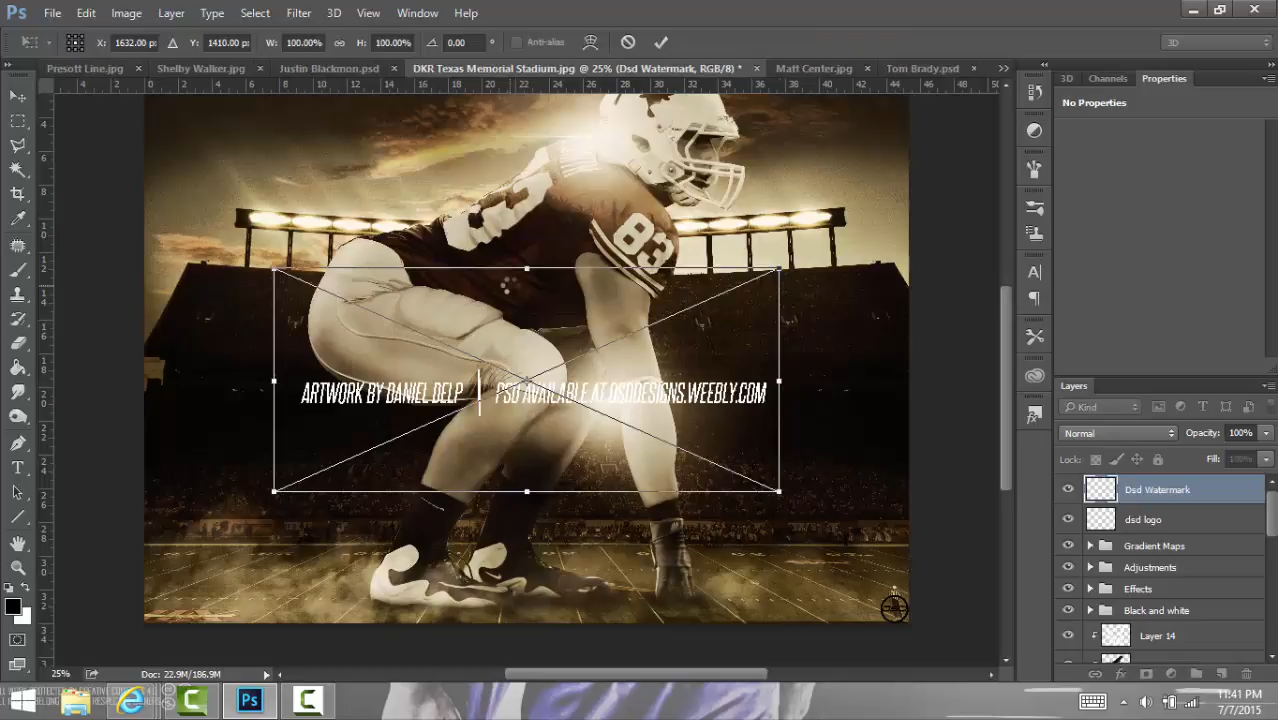 Ps File Edit Image Layer Type Select Filter 3D View Window Help
X: 1632.00 px Y: 1410.00 px W: 100.00% H: 100.00% 0.00 ° Anti-alias 3D
Presott Line.jpg × Shelby Walker.jpg × Justin Blackmon.psd × DKR Texas Memorial Stadium.jpg @ 25% (Dsd Watermark, RGB/8) * × Matt Center.jpg × Tom Brady.psd ×
3D Channels Properties
No Properties
83
ARTWORK BY DANIEL DELP | PSD AVAILABLE AT DSDDESIGNS.WEEBLY.COM
Layers
Kind
Normal Opacity: 100%
Lock: Fill: 100%
Dsd Watermark
dsd logo
Gradient Maps
Adjustments
Effects
Black and white
Layer 14
25% Doc: 22.9M/186.9M
11:41 PM
7/7/2015